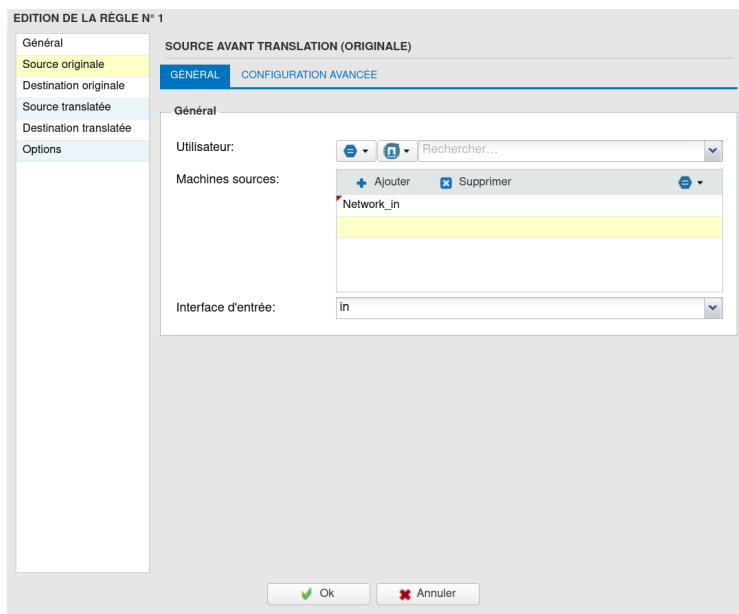 EDITION DE LA RÈGLE N° 1
Général
Source originale
Destination originale
Source translatée
Destination translatée
Options
SOURCE AVANT TRANSLATION (ORIGINALE)
GÉNÉRAL CONFIGURATION AVANCÉE
Général
Utilisateur: Rechercher...
Machines sources: Ajouter Supprimer
Network_in
Interface d'entrée: in
Ok Annuler